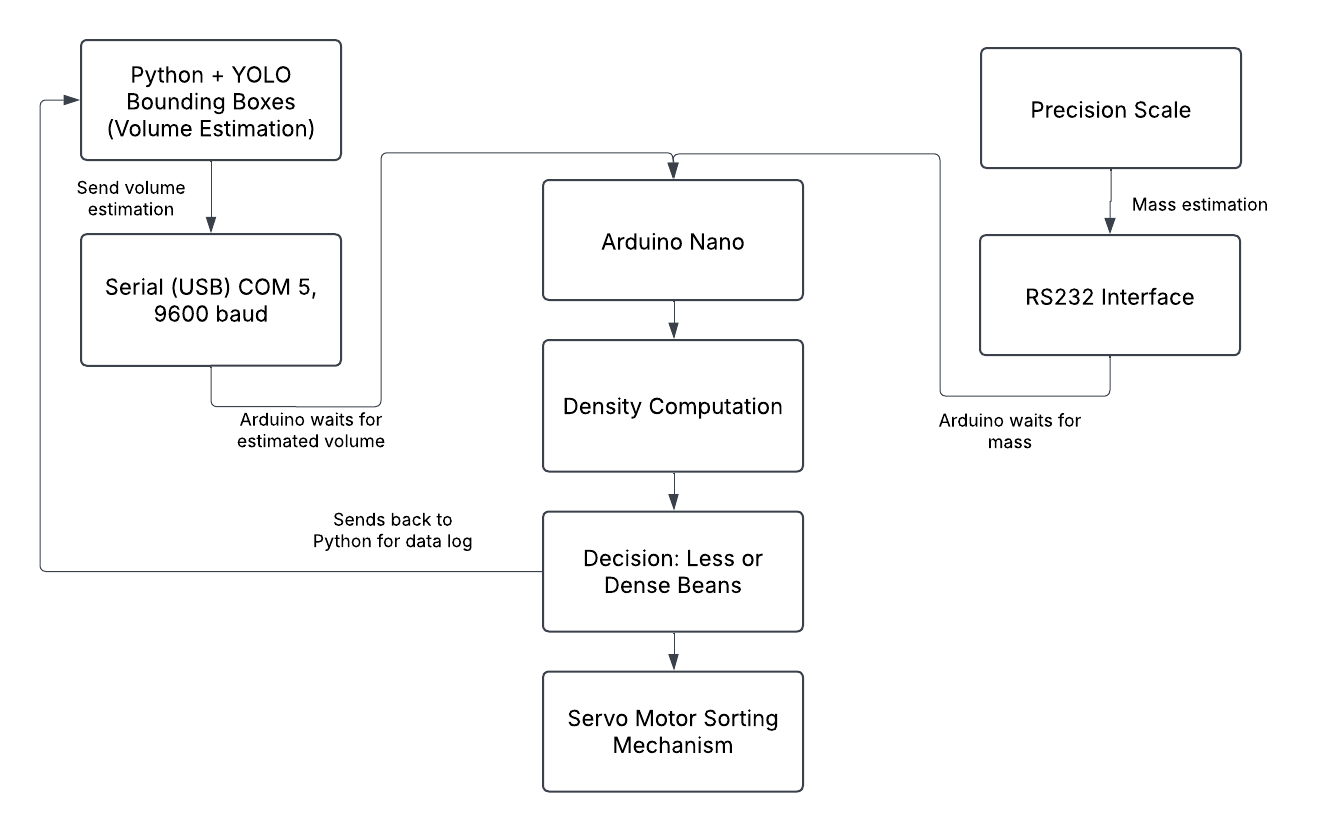 Python + YOLO
Bounding Boxes
(Volume Estimation)
Precision Scale
Send volume
estimation
Mass estimation
Arduino Nano
Serial (USB) COM 5,
9600 baud
RS232 Interface
Density Computation
Arduino waits for
estimated volume
Arduino waits for
mass
Sends back to
Python for data log
Decision: Less or
Dense Beans
Servo Motor Sorting
Mechanism